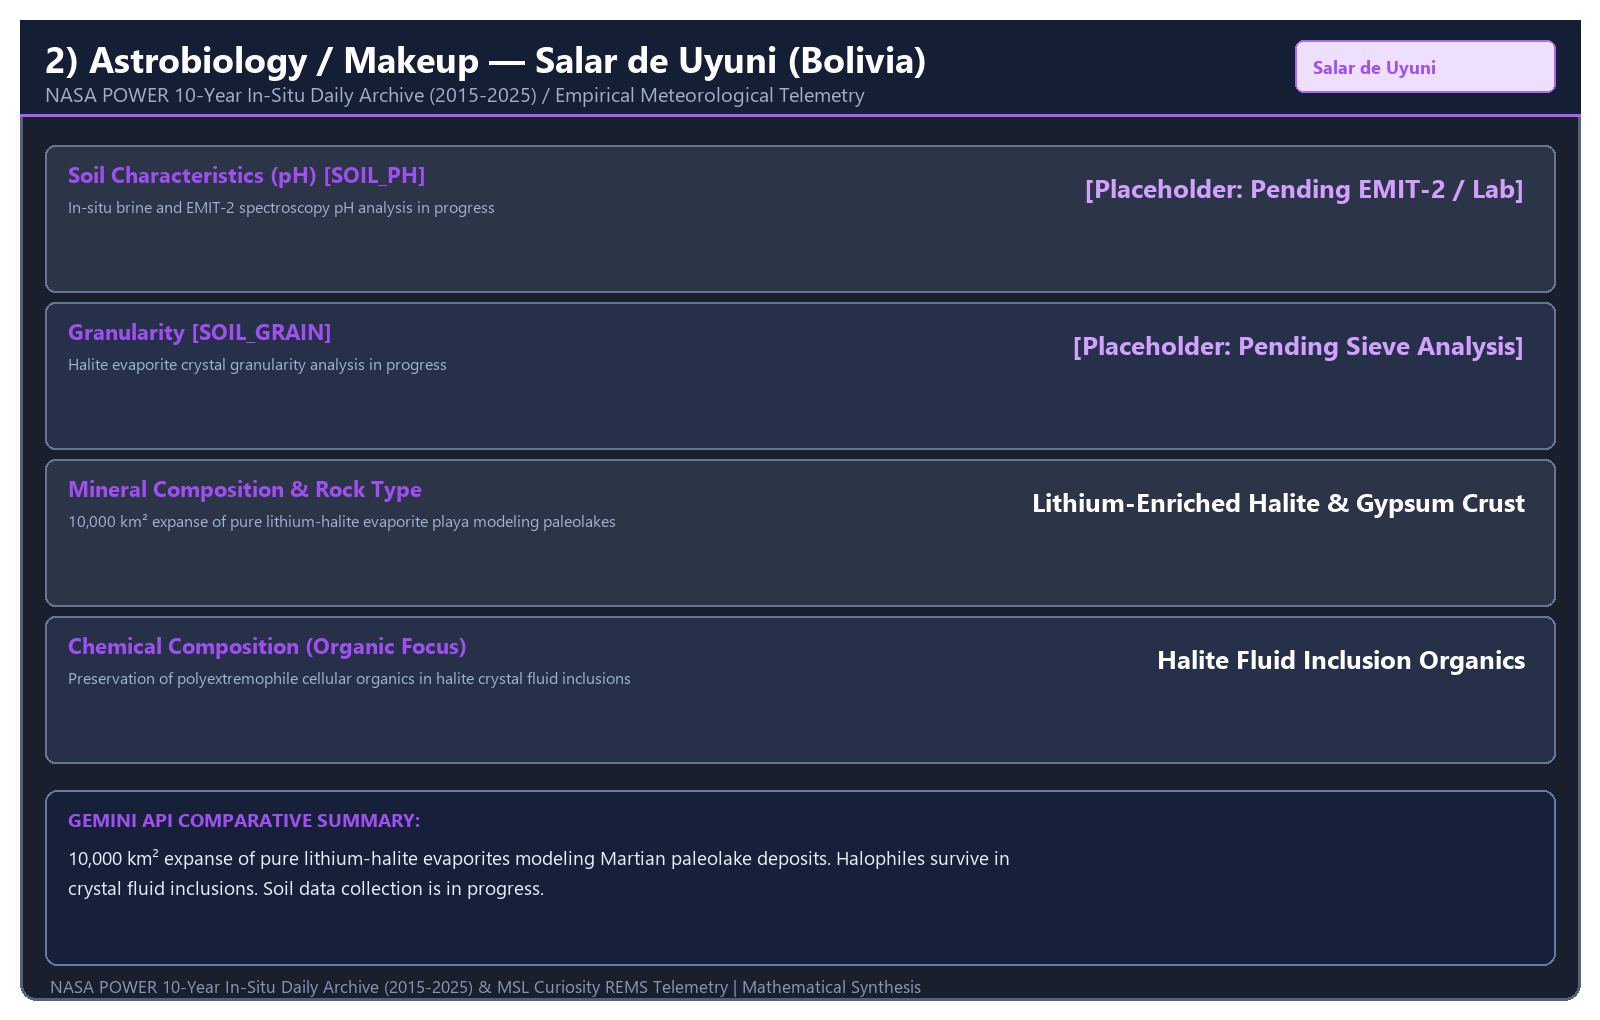 2) Astrobiology / Makeup — Salar de Uyuni (Bolivia)
Salar de Uyuni
NASA POWER 10-Year In-Situ Daily Archive (2015-2025) / Empirical Meteorological Telemetry
Soil Characteristics (pH) [SOIL_PH]
[Placeholder: Pending EMIT-2 / Lab]
In-situ brine and EMIT-2 spectroscopy pH analysis in progress
Granularity [SOIL_GRAIN]
[Placeholder: Pending Sieve Analysis]
Halite evaporite crystal granularity analysis in progress
Mineral Composition & Rock Type
Lithium-Enriched Halite & Gypsum Crust
10,000 km² expanse of pure lithium-halite evaporite playa modeling paleolakes
Chemical Composition (Organic Focus)
Halite Fluid Inclusion Organics
Preservation of polyextremophile cellular organics in halite crystal fluid inclusions
GEMINI API COMPARATIVE SUMMARY:
10,000 km² expanse of pure lithium-halite evaporites modeling Martian paleolake deposits. Halophiles survive in
crystal fluid inclusions. Soil data collection is in progress.
NASA POWER 10-Year In-Situ Daily Archive (2015-2025) & MSL Curiosity REMS Telemetry | Mathematical Synthesis